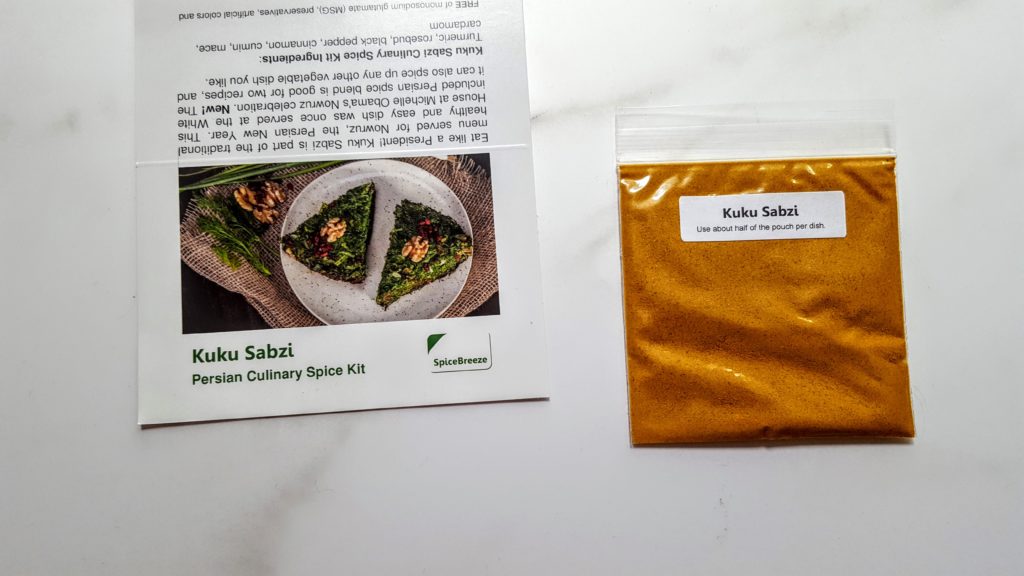 Eat like a President! Kuku Sabzi is part of the traditional
menu served for Nowruz, the Persian New Year. This
healthy and easy dish was once served at the White
House at Michelle Obama's Nowruz celebration. New! The
included Persian spice blend is good for two recipes, and
it can also spice up any other vegetable dish you like.
Kuku Sabzi Culinary Spice Kit Ingredients:
Turmeric, rosebud, black pepper, cinnamon, cumin, mace,
cardamom
FREE of monosodium glutamate (MSG), preservatives, artificial colors and
Kuku Sabzi
Persian Culinary Spice Kit
SpiceBreeze
Kuku Sabzi
Use about half of the pouch per dish.